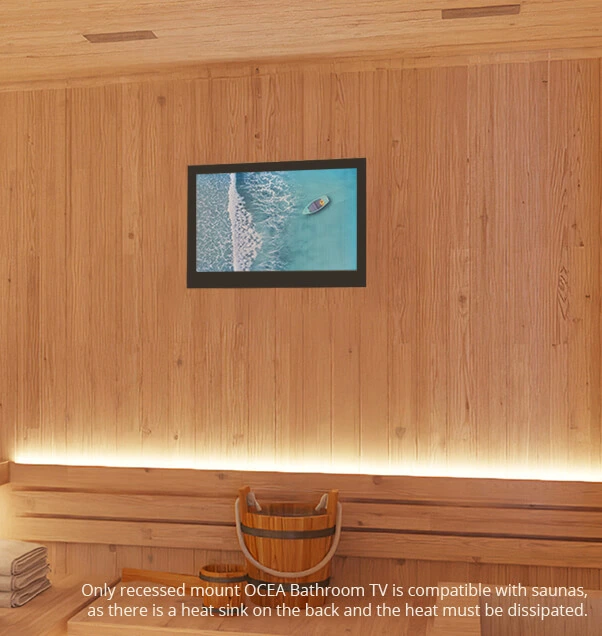 Only recessed mount OCEA Bathroom TV is compatible with saunas,
as there is a heat sink on the back and the heat must be dissipated.